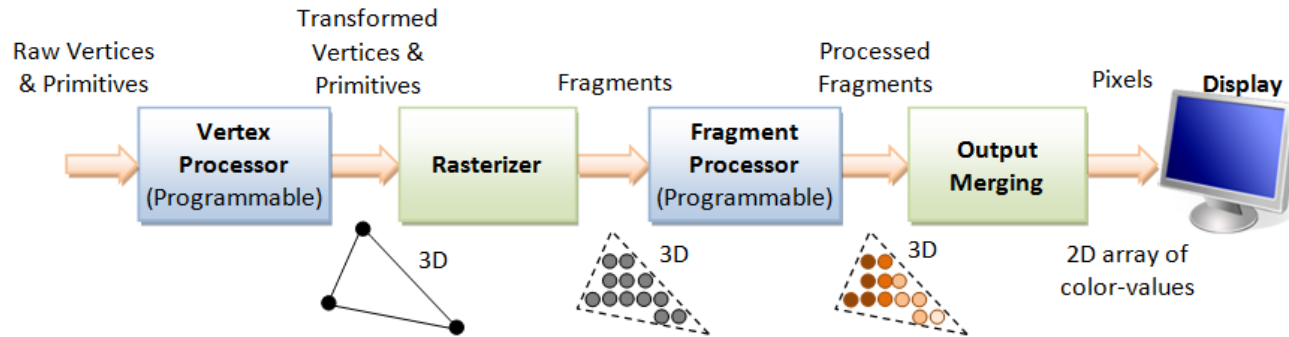 Raw Vertices
& Primitives
Transformed
Vertices &
Primitives
Fragments
Processed
Fragments
Pixels
Display
Vertex
Processor
(Programmable)
Rasterizer
Fragment
Processor
(Programmable)
Output
Merging
3D
3D
3D
2D array of
color-values